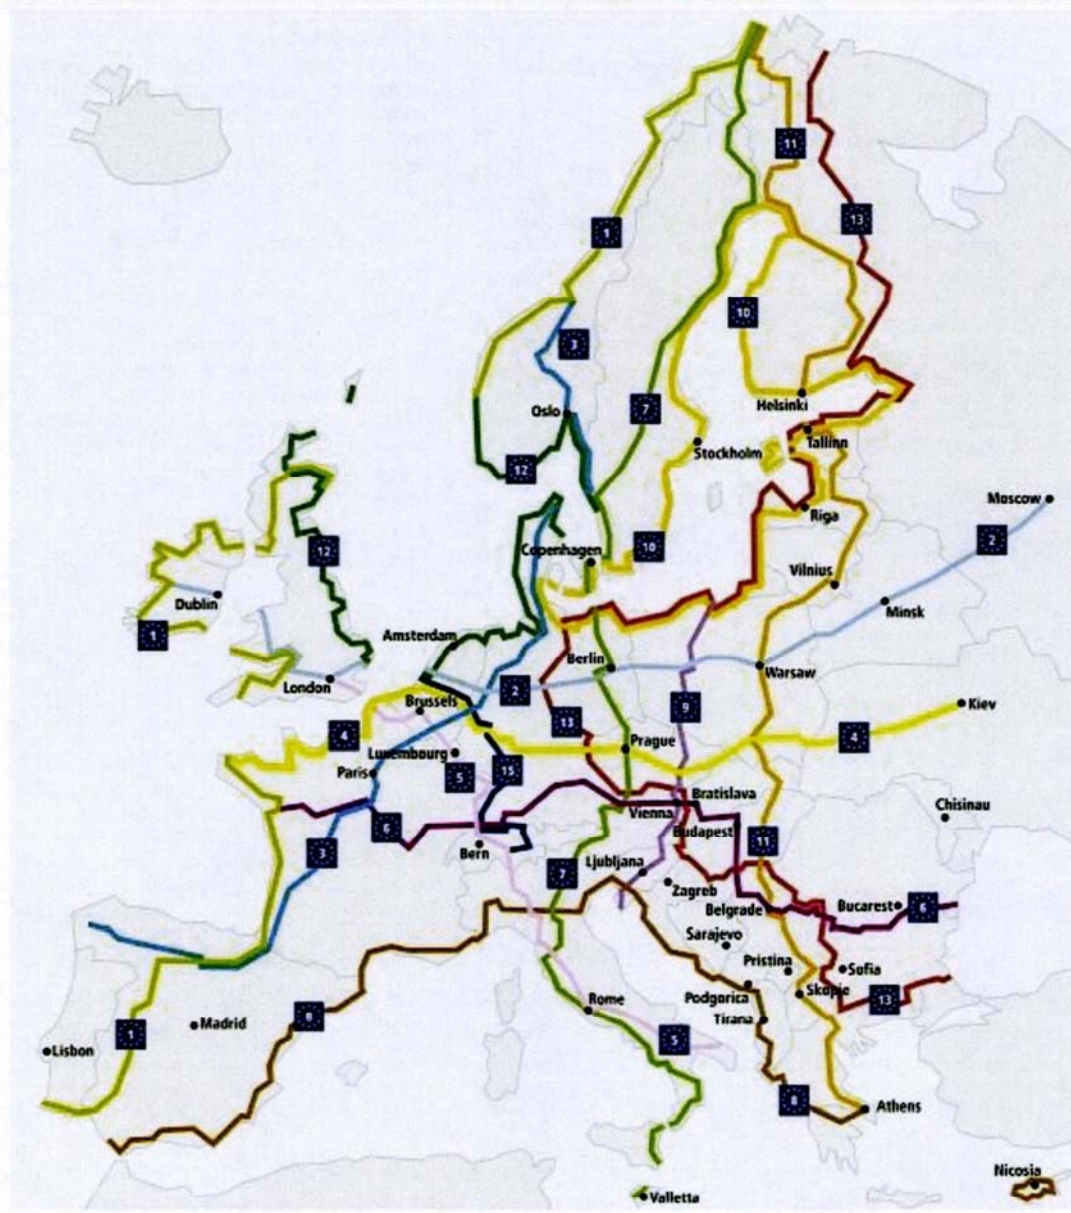 11
13
1
10
3
Oslo
7
Helsinki
Stockholm
Tallinn
12
Moscow
Riga
2
12
Copenhagen
10
Vilnius
Dublin
Minsk
1
Amsterdam
Berlin
Warsaw
London
2
Brussels
9
Kiev
13
4
4
Prague
Luxembourg
Paris
5
15
Bratislava
Chisinau
Vienna
6
Budapest
11
3
Bern
Ljubljana
7
Zagreb
Belgrade
Bucarest
6
Sarajevo
Pristina
Sofia
Podgorica
Skopje
13
Rome
8
Tirana
Madrid
1
5
Lisbon
8
Athens
Nicosia
Valletta